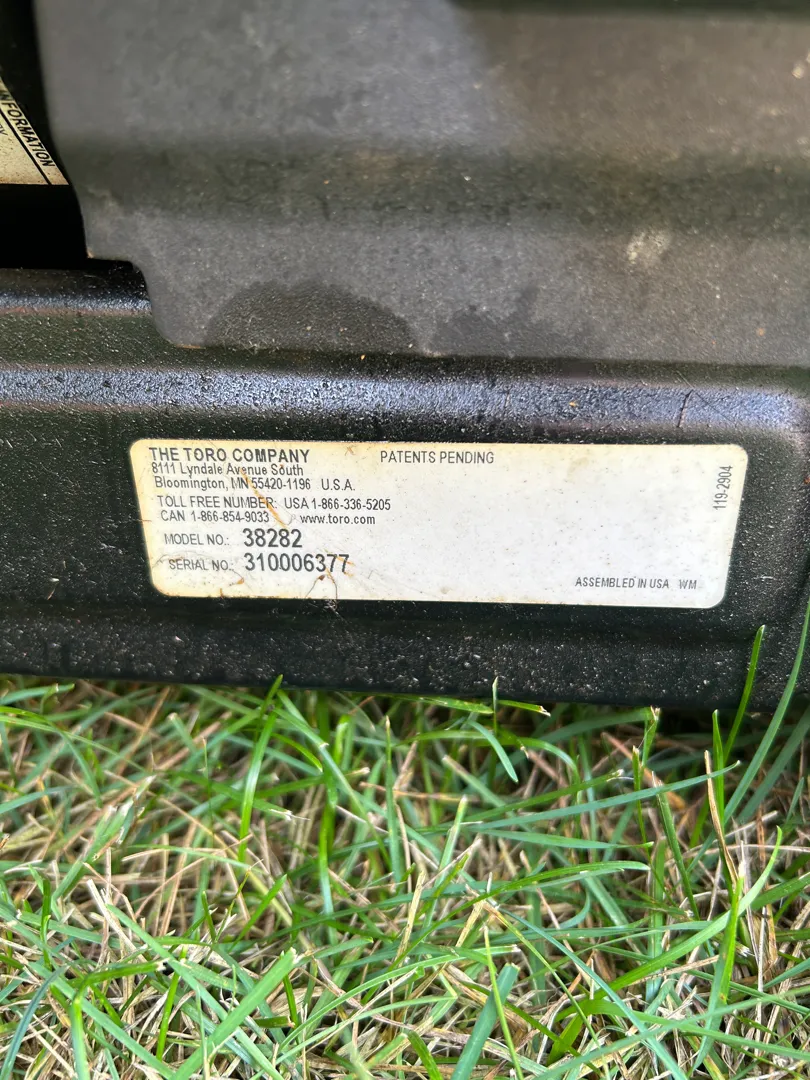 INFORMATION
THE TORO COMPANY PATENTS PENDING
8111 Lyndale Avenue South
Bloomington, MN 55420-1196 U.S.A.
TOLL FREE NUMBER: USA 1-866-336-5205
CAN 1-866-854-9033 www.toro.com
MODEL NO.: 38282
SERIAL NO.: 310006377
ASSEMBLED IN USA WM
119-2904